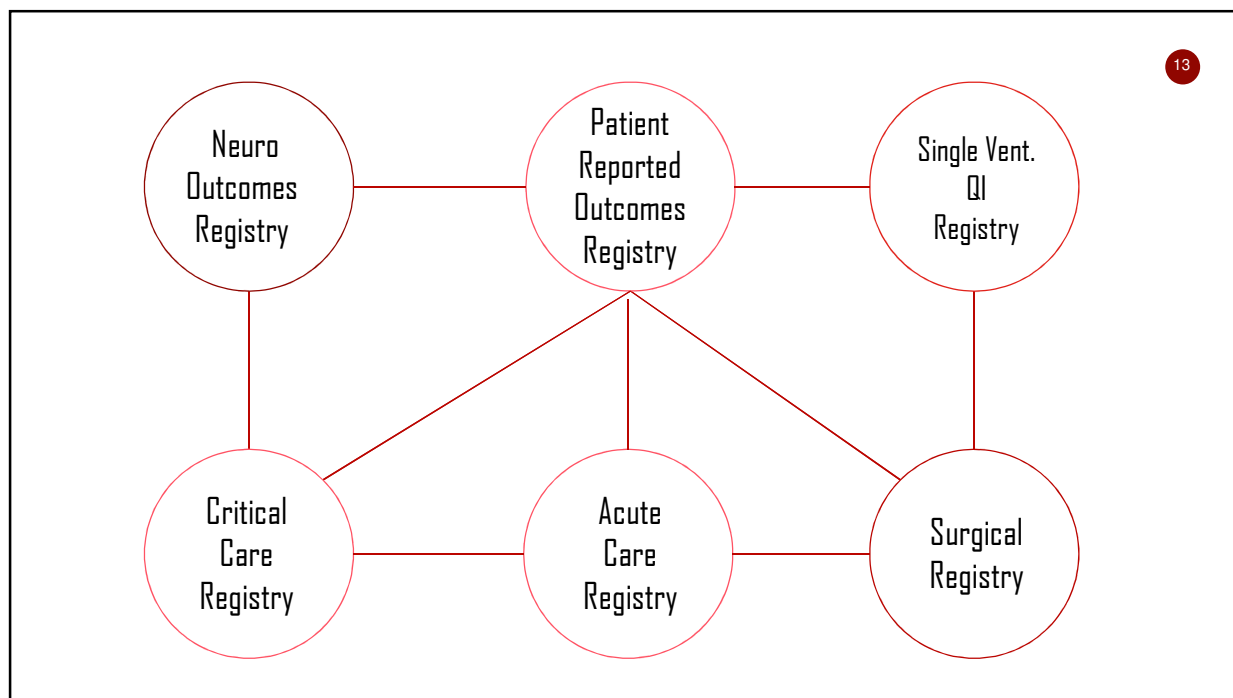 13
Neuro
Outcomes
Registry
Patient
Reported
Outcomes
Registry
Single Vent.
QI
Registry
Critical
Care
Registry
Acute
Care
Registry
Surgical
Registry